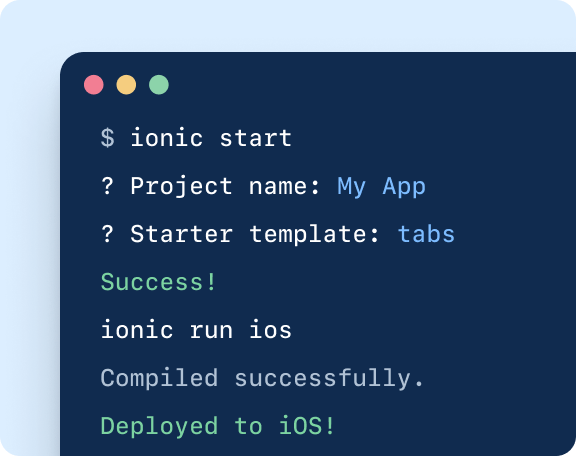 $ ionic start
? Project name: My App
? Starter template: tabs
Success!
ionic run ios
Compiled successfully.
Deployed to iOS!